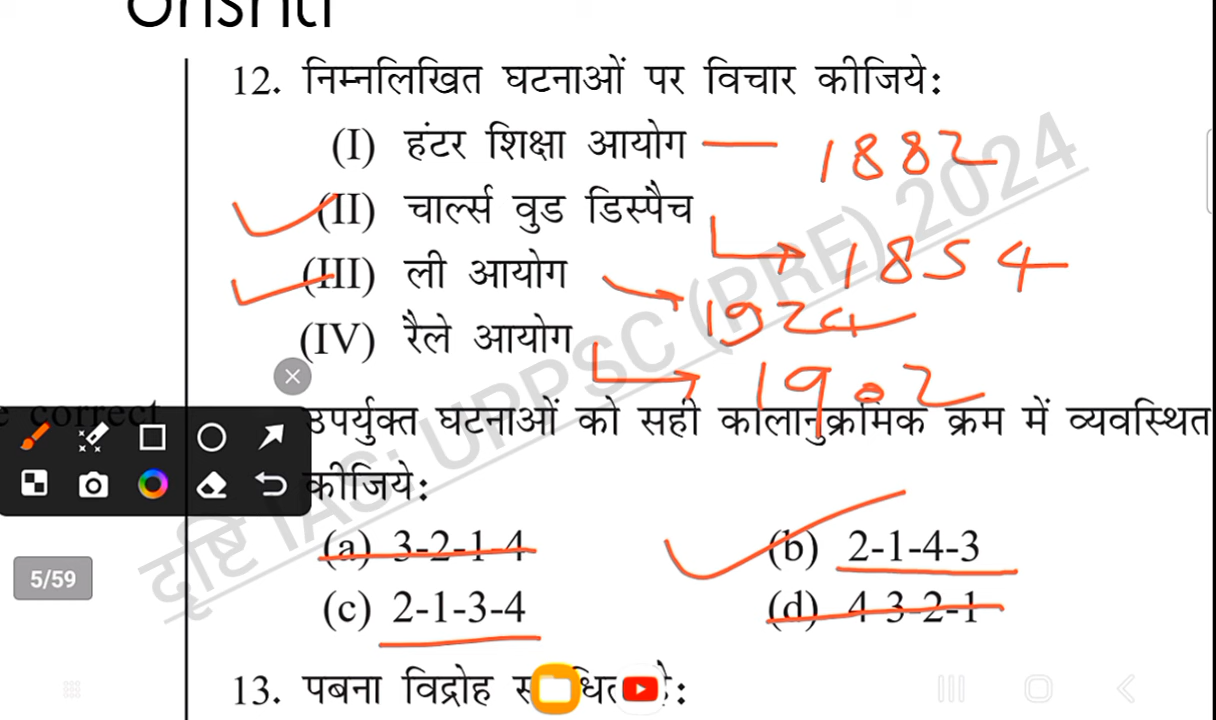 12. निम्नलिखित घटनाओं पर विचार कीजिये:
(I) हंटर शिक्षा आयोग — 1882
(II) चार्ल्स वुड डिस्पैच
1854
(III) ली आयोग
1924
(IV) रैले आयोग
1902
correct
उपर्युक्त घटनाओं को सही कालानुक्रमिक क्रम में व्यवस्थित
कीजिये:
(a) 3-2-1-4 (b) 2-1-4-3
(c) 2-1-3-4 (d) 4-3-2-1
5/59
13. पबना विद्रोह
दृष्टि IAS: UPPSC (PRE) 2024